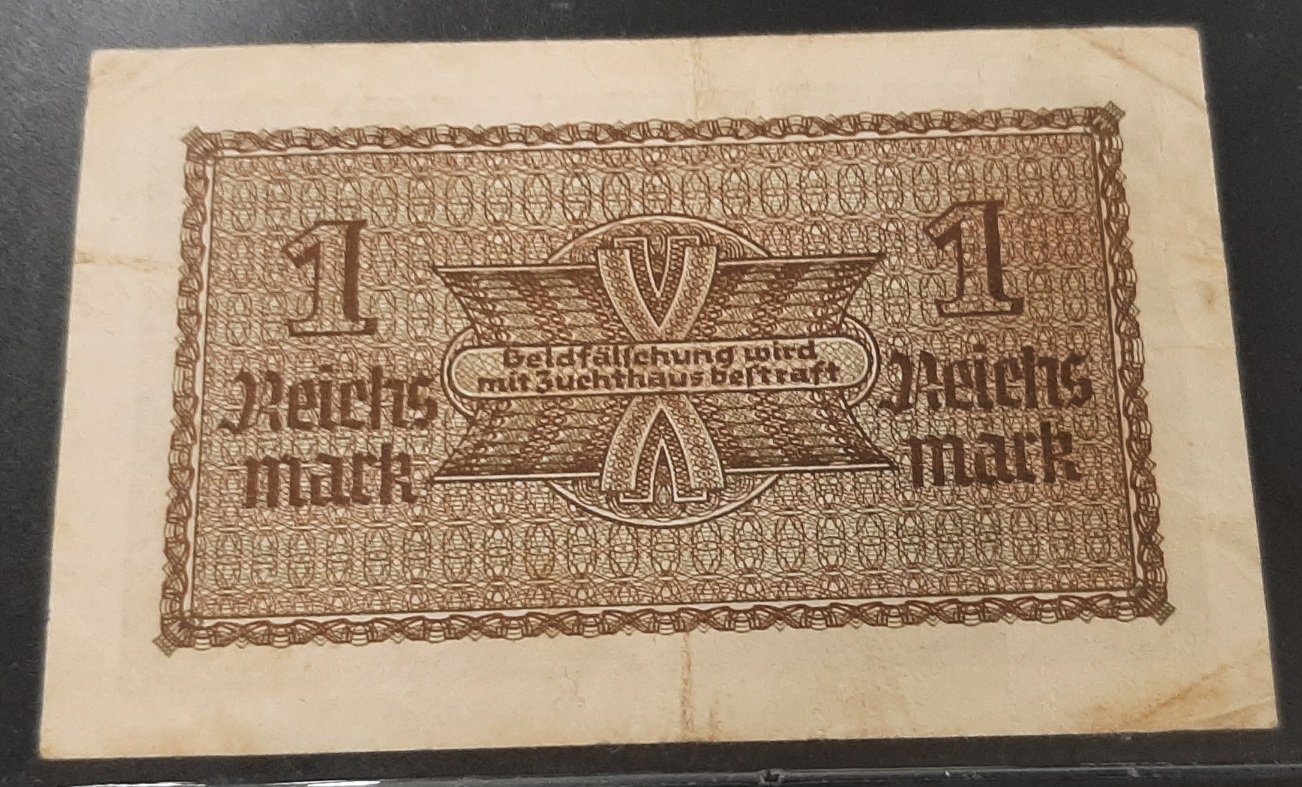 1
Reichs
mark
Geldfälſchung wird
mit Zuchthaus beſtraft
1
Reichs
mark